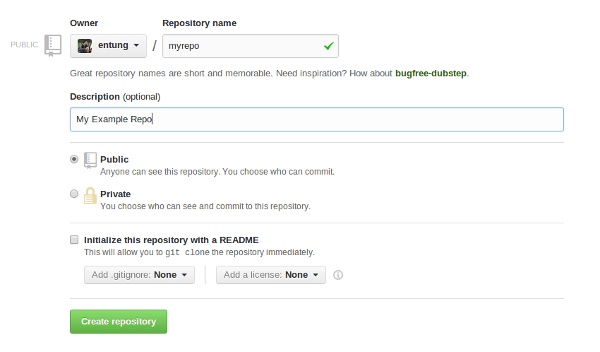 Owner Repository name
PUBLIC entung / myrepo
Great repository names are short and memorable. Need inspiration? How about bugfree-dubstep.
Description (optional)
My Example Repo
Public
Anyone can see this repository. You choose who can commit.
Private
You choose who can see and commit to this repository.
Initialize this repository with a README
This will allow you to git clone the repository immediately.
Add .gitignore: None Add a license: None
Create repository